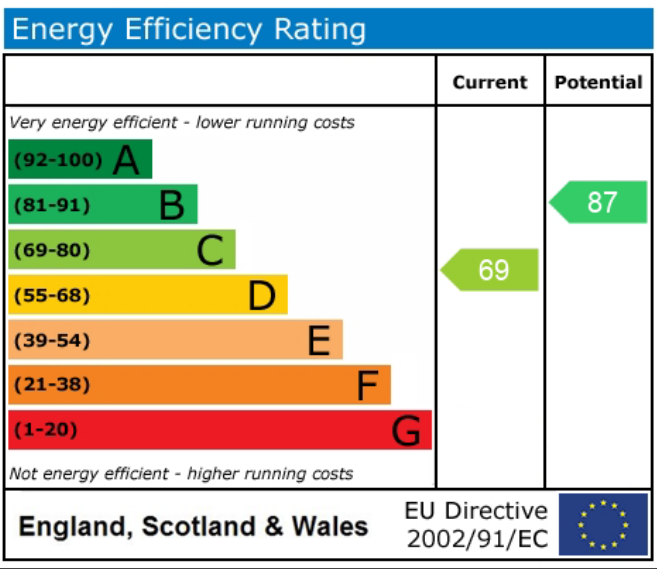 Energy Efficiency Rating
Current Potential
Very energy efficient - lower running costs
(92-100) A
(81-91) B
87
(69-80) C
69
(55-68) D
(39-54) E
(21-38) F
(1-20) G
Not energy efficient - higher running costs
England, Scotland & Wales
EU Directive
2002/91/EC